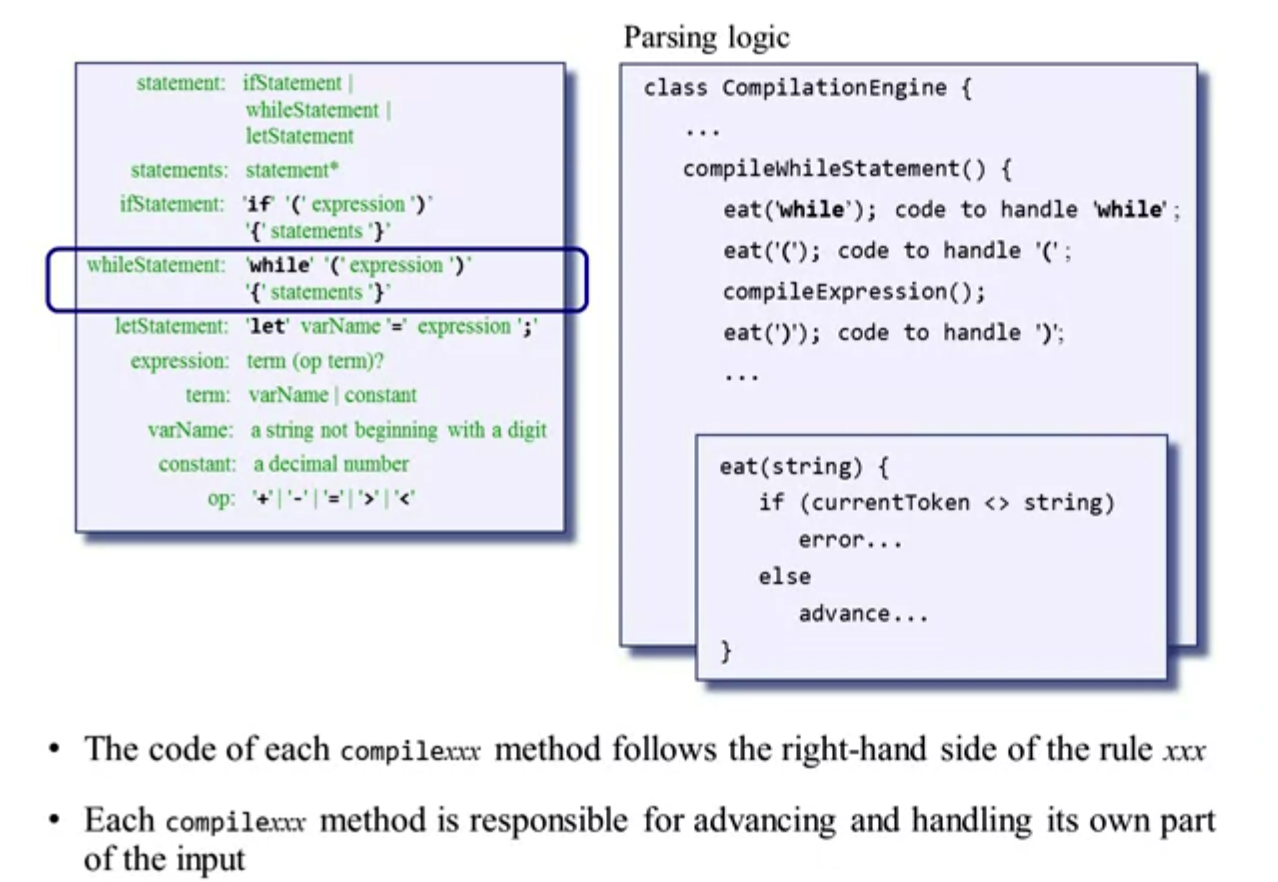 Parsing logic
statement: ifStatement |
whileStatement |
letStatement
statements: statement*
ifStatement: 'if' '(' expression ')'
'{' statements '}'
whileStatement: 'while' '(' expression ')'
'{' statements '}'
letStatement: 'let' varName '=' expression ';'
expression: term (op term)?
term: varName | constant
varName: a string not beginning with a digit
constant: a decimal number
op: '+' | '-' | '=' | '>' | '<'
class CompilationEngine {
...
compileWhileStatement() {
eat('while'); code to handle 'while';
eat('('); code to handle '(';
compileExpression();
eat(')'); code to handle ')';
...
eat(string) {
if (currentToken <> string)
error...
else
advance...
}
• The code of each compilexxx method follows the right-hand side of the rule xxx
• Each compilexxx method is responsible for advancing and handling its own part
of the input